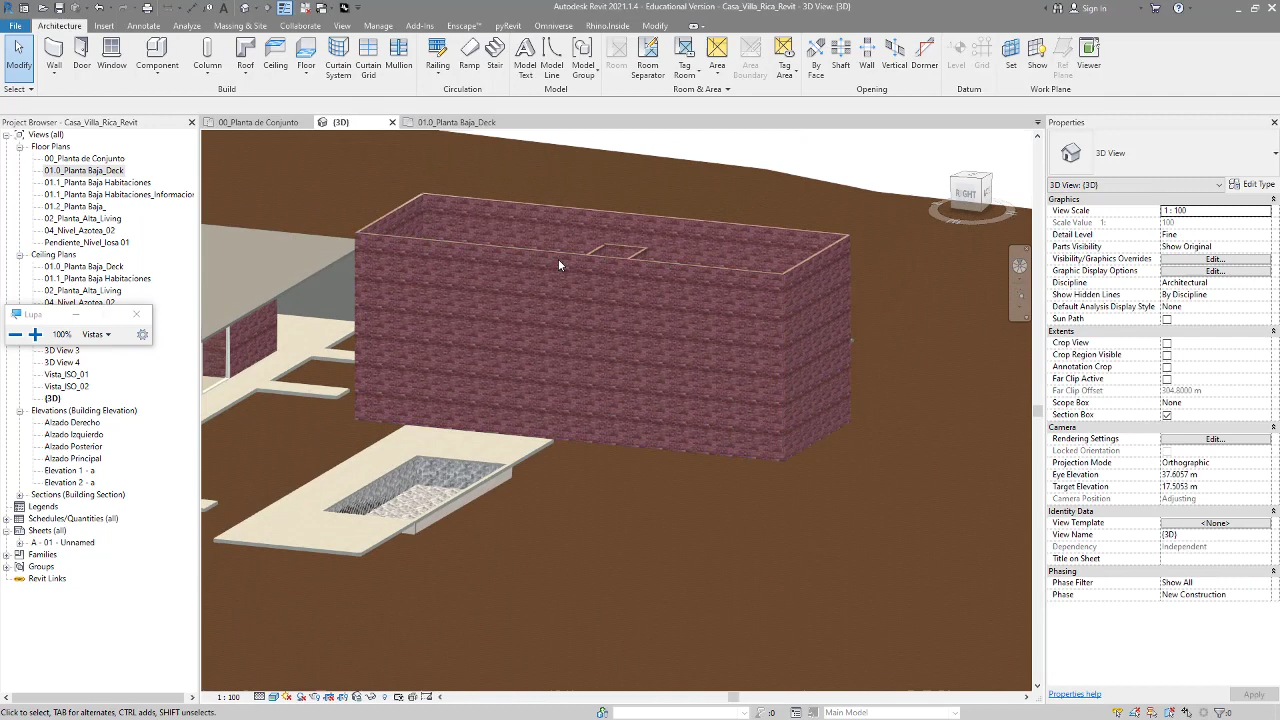 Autodesk Revit 2021.1.4 - Educational Version - Casa_Villa_Rica_Revit - 3D View: {3D}
Sign In
File Architecture Insert Annotate Analyze Massing & Site Collaborate View Manage Add-Ins Enscape™ pyRevit Omniverse Rhino.Inside Modify
Modify Wall Door Window Component Column Roof Ceiling Floor Curtain System Curtain Grid Mullion Railing Ramp Stair Model Text Model Line Model Group Room Room Separator Tag Room Area Area Boundary Tag Area By Face Shaft Wall Vertical Dormer Level Grid Set Show Ref Plane Viewer
Select Build Circulation Model Room & Area Opening Datum Work Plane
Project Browser - Casa_Villa_Rica_Revit
00_Planta de Conjunto {3D} 01.0_Planta Baja_Deck
Views (all)
Floor Plans
00_Planta de Conjunto
01.0_Planta Baja_Deck
01.1_Planta Baja Habitaciones
01.1_Planta Baja Habitaciones_Informacion
01.2_Planta Baja_
02_Planta_Alta_Living
04_Nivel_Azotea_02
Pendiente_Nivel_losa 01
Ceiling Plans
01.0_Planta Baja_Deck
01.1_Planta Baja Habitaciones
02_Planta_Alta_Living
04_Nivel_Azotea_02
Lupa
100% Vistas
3D View 3
3D View 4
Vista_ISO_01
Vista_ISO_02
{3D}
Elevations (Building Elevation)
Alzado Derecho
Alzado Izquierdo
Alzado Posterior
Alzado Principal
Elevation 1 - a
Elevation 2 - a
Sections (Building Section)
Legends
Schedules/Quantities (all)
Sheets (all)
A - 01 - Unnamed
Families
Groups
Revit Links
RIGHT
Properties
3D View
3D View: {3D} Edit Type
Graphics
View Scale 1 : 100
Scale Value 1: 100
Detail Level Fine
Parts Visibility Show Original
Visibility/Graphics Overrides Edit...
Graphic Display Options Edit...
Discipline Architectural
Show Hidden Lines By Discipline
Default Analysis Display Style None
Sun Path
Extents
Crop View
Crop Region Visible
Annotation Crop
Far Clip Active
Far Clip Offset 304.8000 m
Scope Box None
Section Box
Camera
Rendering Settings Edit...
Locked Orientation
Projection Mode Orthographic
Eye Elevation 37.6057 m
Target Elevation 17.5053 m
Camera Position Adjusting
Identity Data
View Template <None>
View Name {3D}
Dependency Independent
Title on Sheet
Phasing
Phase Filter Show All
Phase New Construction
Properties help Apply
1 : 100
Click to select, TAB for alternates, CTRL adds, SHIFT unselects.
:0 Main Model :0